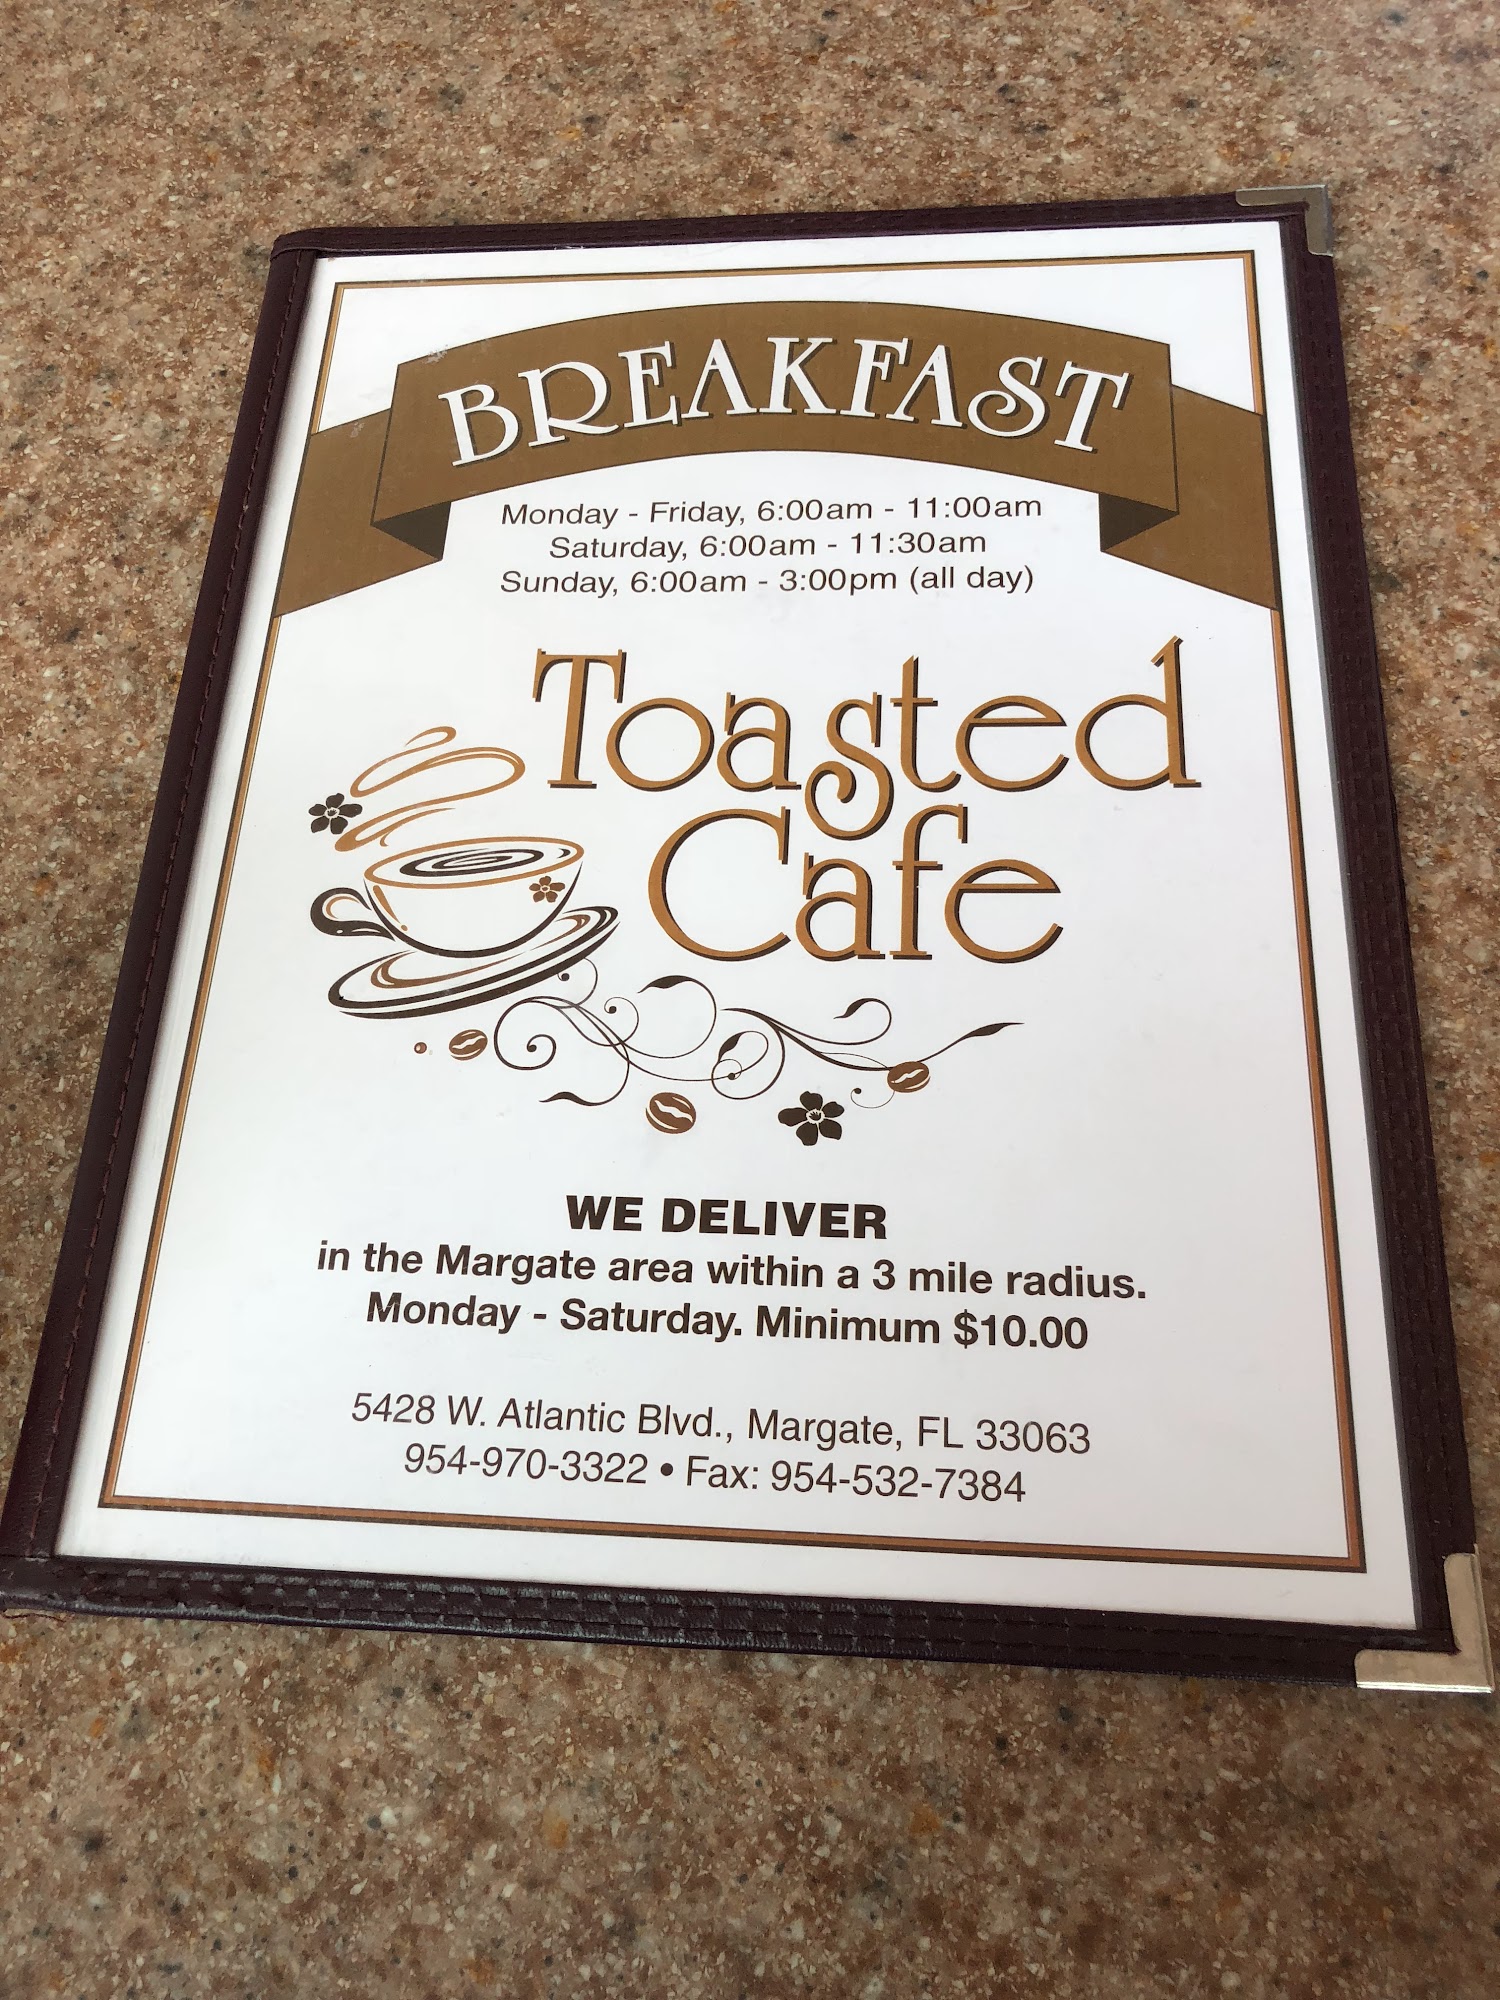 BREAKFAST
Monday - Friday, 6:00am - 11:00am
Saturday, 6:00am - 11:30am
Sunday, 6:00am - 3:00pm (all day)
Toasted
Cafe
WE DELIVER
in the Margate area within a 3 mile radius.
Monday - Saturday. Minimum $10.00
5428 W. Atlantic Blvd., Margate, FL 33063
954-970-3322 • Fax: 954-532-7384